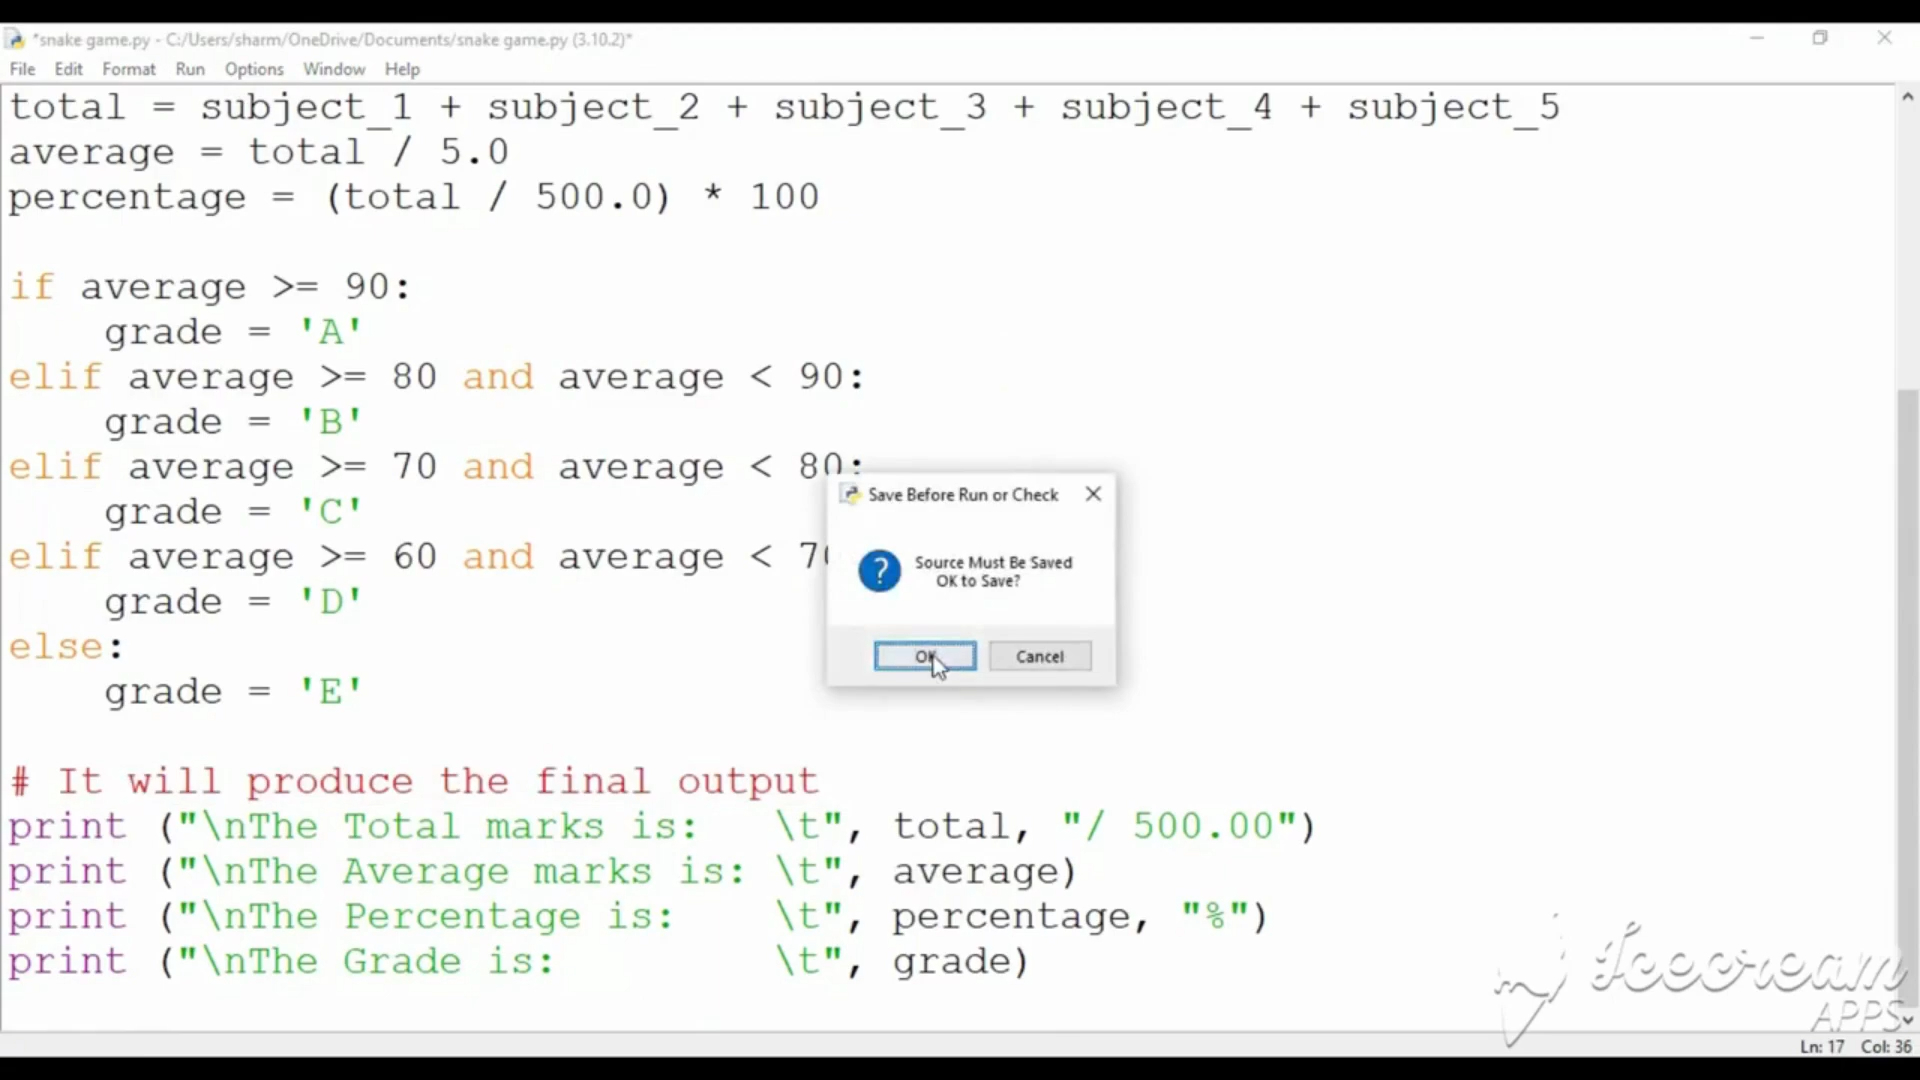 *snake game.py - C:/Users/sharm/OneDrive/Documents/snake game.py (3.10.2)*
File Edit Format Run Options Window Help
total = subject_1 + subject_2 + subject_3 + subject_4 + subject_5
average = total / 5.0
percentage = (total / 500.0) * 100
if average >= 90:
    grade = 'A'
elif average >= 80 and average < 90:
    grade = 'B'
elif average >= 70 and average < 80:
    grade = 'C'
elif average >= 60 and average < 70
    grade = 'D'
else:
    grade = 'E'
# It will produce the final output
print ("\nThe Total marks is:   \t", total, "/ 500.00")
print ("\nThe Average marks is: \t", average)
print ("\nThe Percentage is:    \t", percentage, "%")
print ("\nThe Grade is:         \t", grade)
Save Before Run or Check
Source Must Be Saved
OK to Save?
OK Cancel
Icecream
APPS
Ln: 17 Col: 36